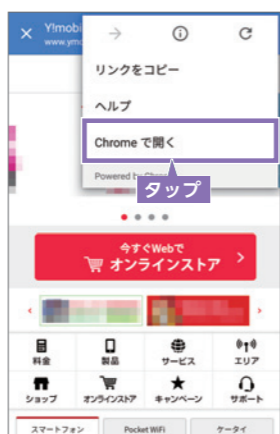 Y!mobi
www.ymo
リンクをコピー
ヘルプ
Chrome で開く
Powered by Chrome
タップ
今すぐWebで
オンラインストア
料金
製品
サービス
エリア
ショップ
オンラインストア
キャンペーン
サポート
スマートフォン
Pocket WiFi
ケータイ